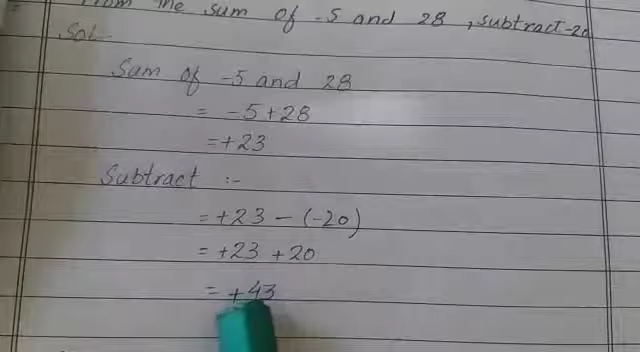 From the sum of -5 and 28, subtract -20
Sol-
Sum of -5 and 28
= -5+28
= +23
Subtract :-
= +23 - (-20)
= +23 +20
= +43